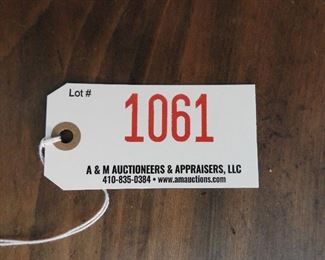 Lot #
1061
A & M AUCTIONEERS & APPRAISERS, LLC
410-835-0384 • www.amauctions.com